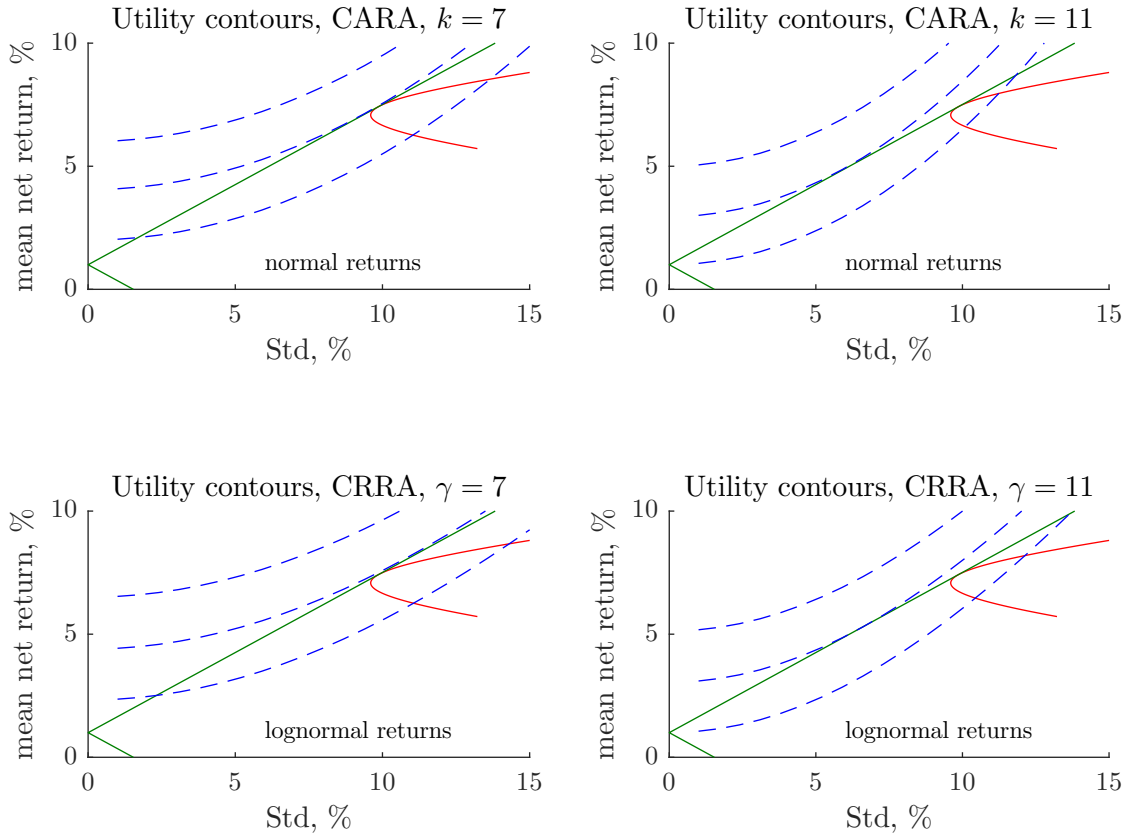 Utility contours, CARA, k = 7
mean net return, %
10
5
0
0 5 10 15
Std, %
normal returns
Utility contours, CARA, k = 11
mean net return, %
10
5
0
0 5 10 15
Std, %
normal returns
Utility contours, CRRA, γ = 7
mean net return, %
10
5
0
0 5 10 15
Std, %
lognormal returns
Utility contours, CRRA, γ = 11
mean net return, %
10
5
0
0 5 10 15
Std, %
lognormal returns